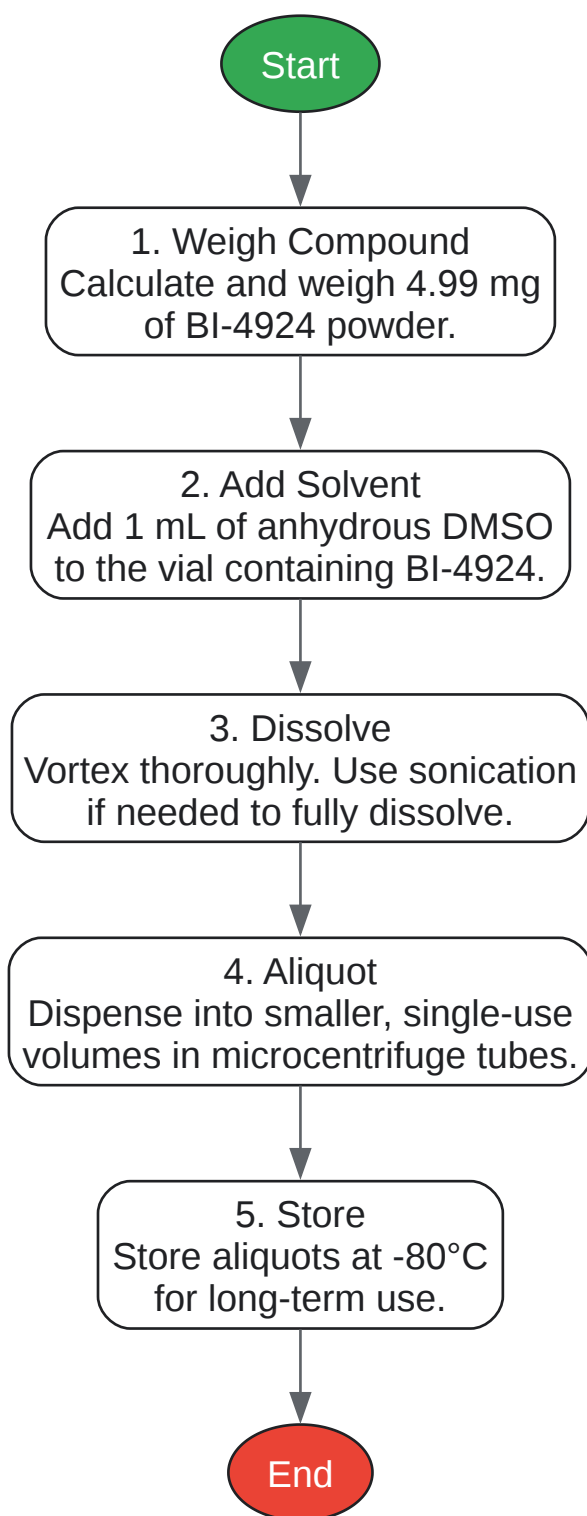 Start
1. Weigh Compound
Calculate and weigh 4.99 mg
of BI-4924 powder.
2. Add Solvent
Add 1 mL of anhydrous DMSO
to the vial containing BI-4924.
3. Dissolve
Vortex thoroughly. Use sonication
if needed to fully dissolve.
4. Aliquot
Dispense into smaller, single-use
volumes in microcentrifuge tubes.
5. Store
Store aliquots at -80°C
for long-term use.
End